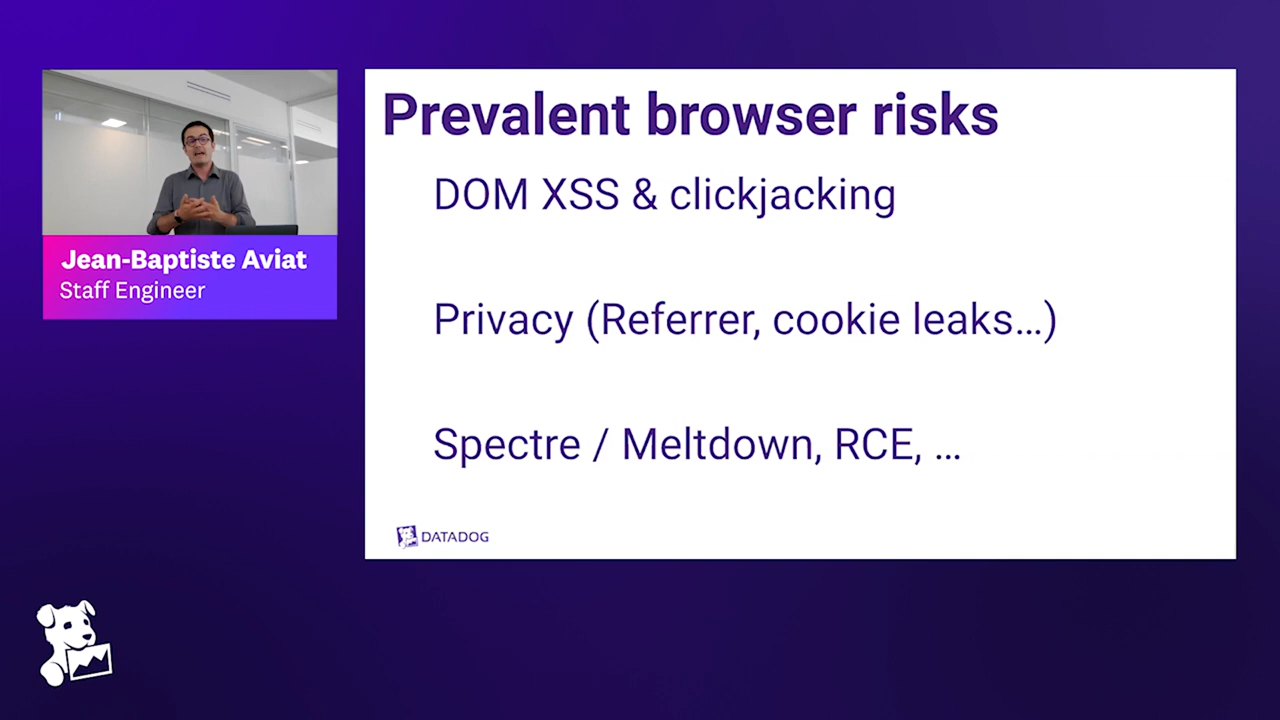 Jean-Baptiste Aviat
Staff Engineer
Prevalent browser risks
DOM XSS & clickjacking
Privacy (Referrer, cookie leaks…)
Spectre / Meltdown, RCE, …
DATADOG